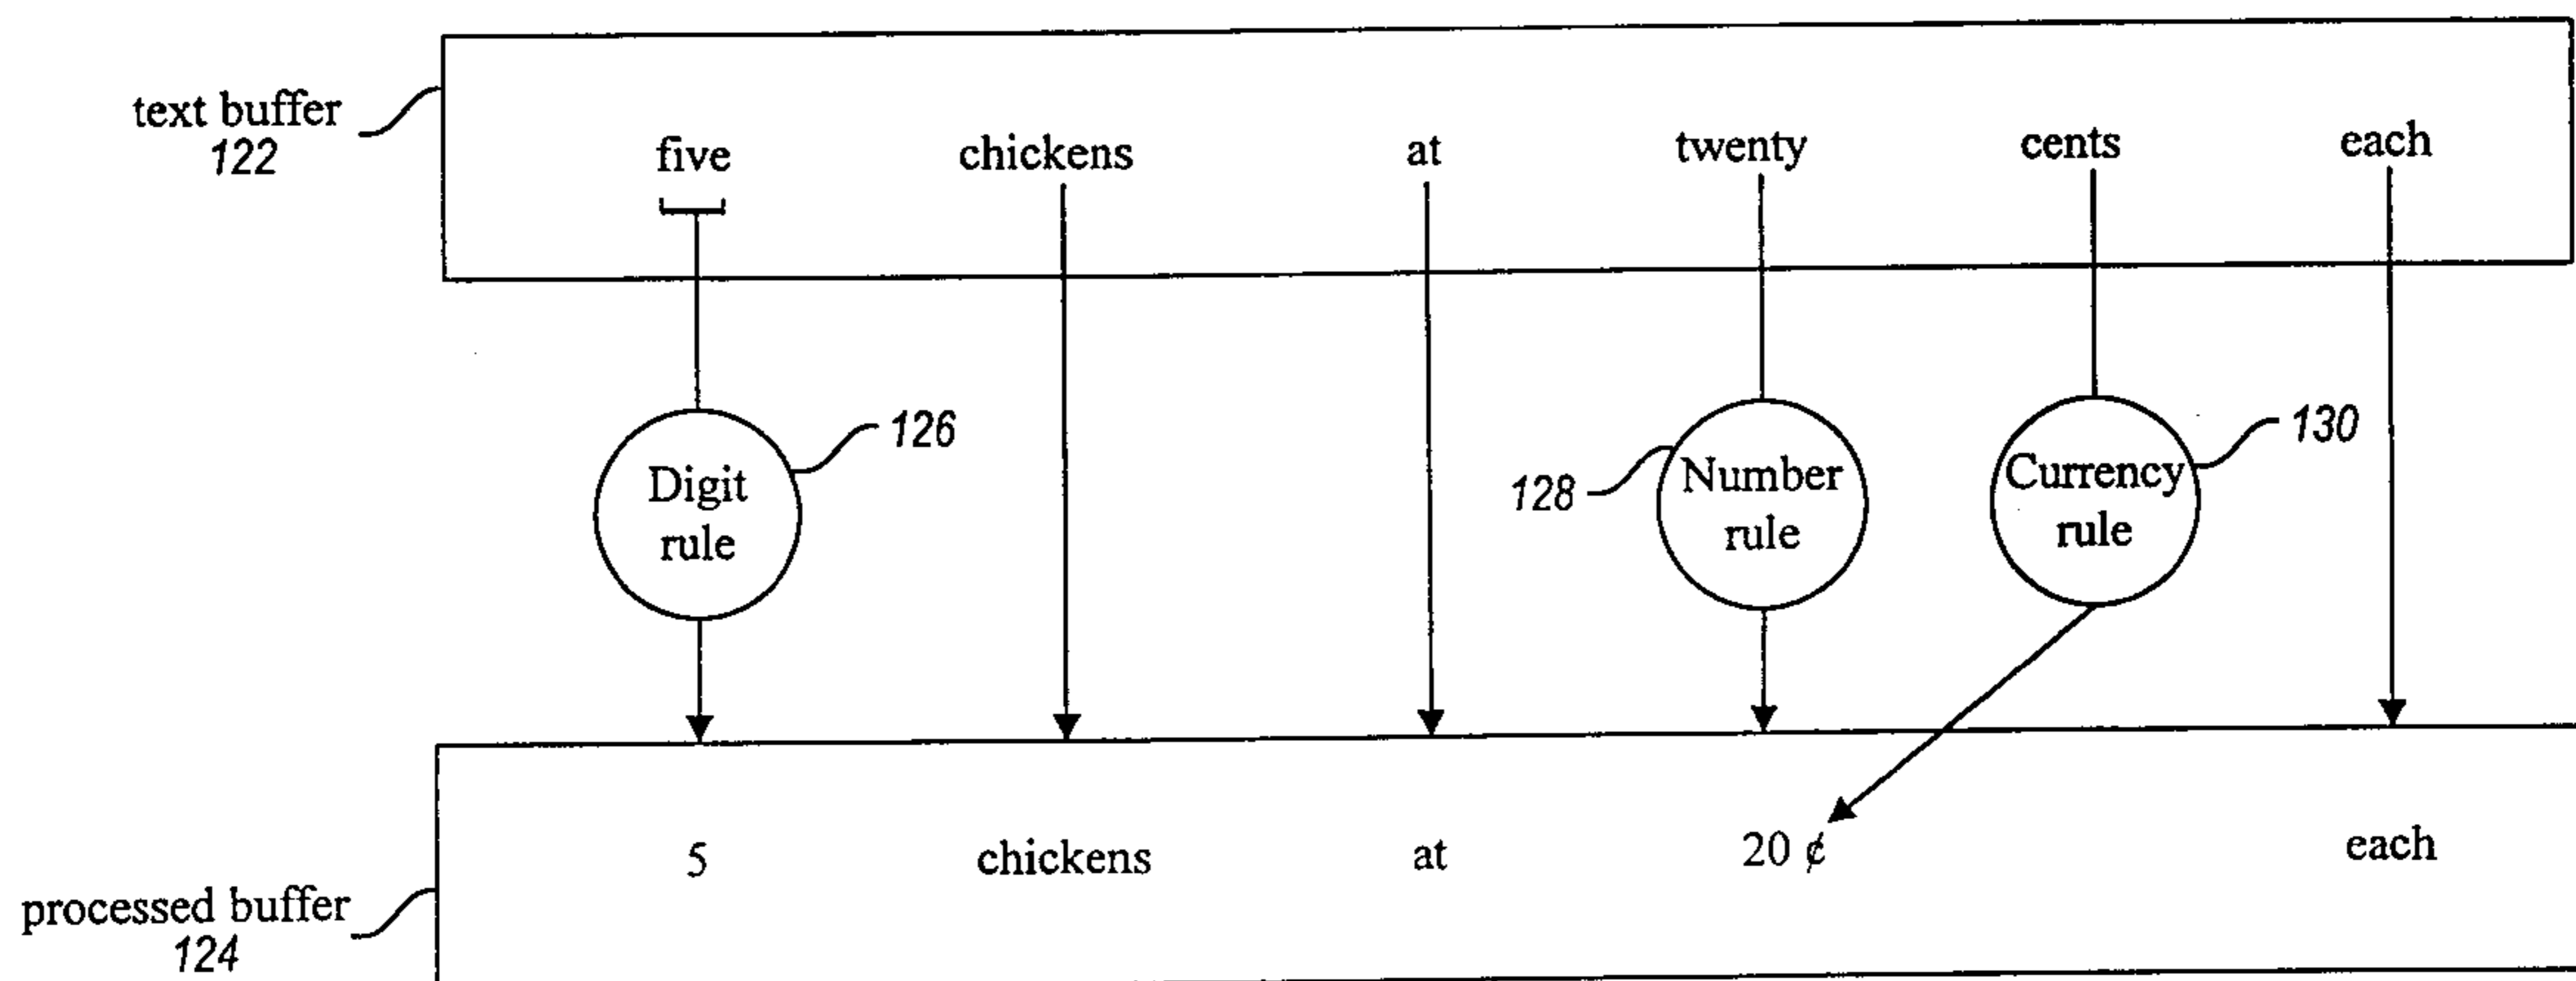 text buffer
122
five chickens at twenty cents each
126
Digit
rule
128
Number
rule
130
Currency
rule
5 chickens at 20 ¢ each
processed buffer
124